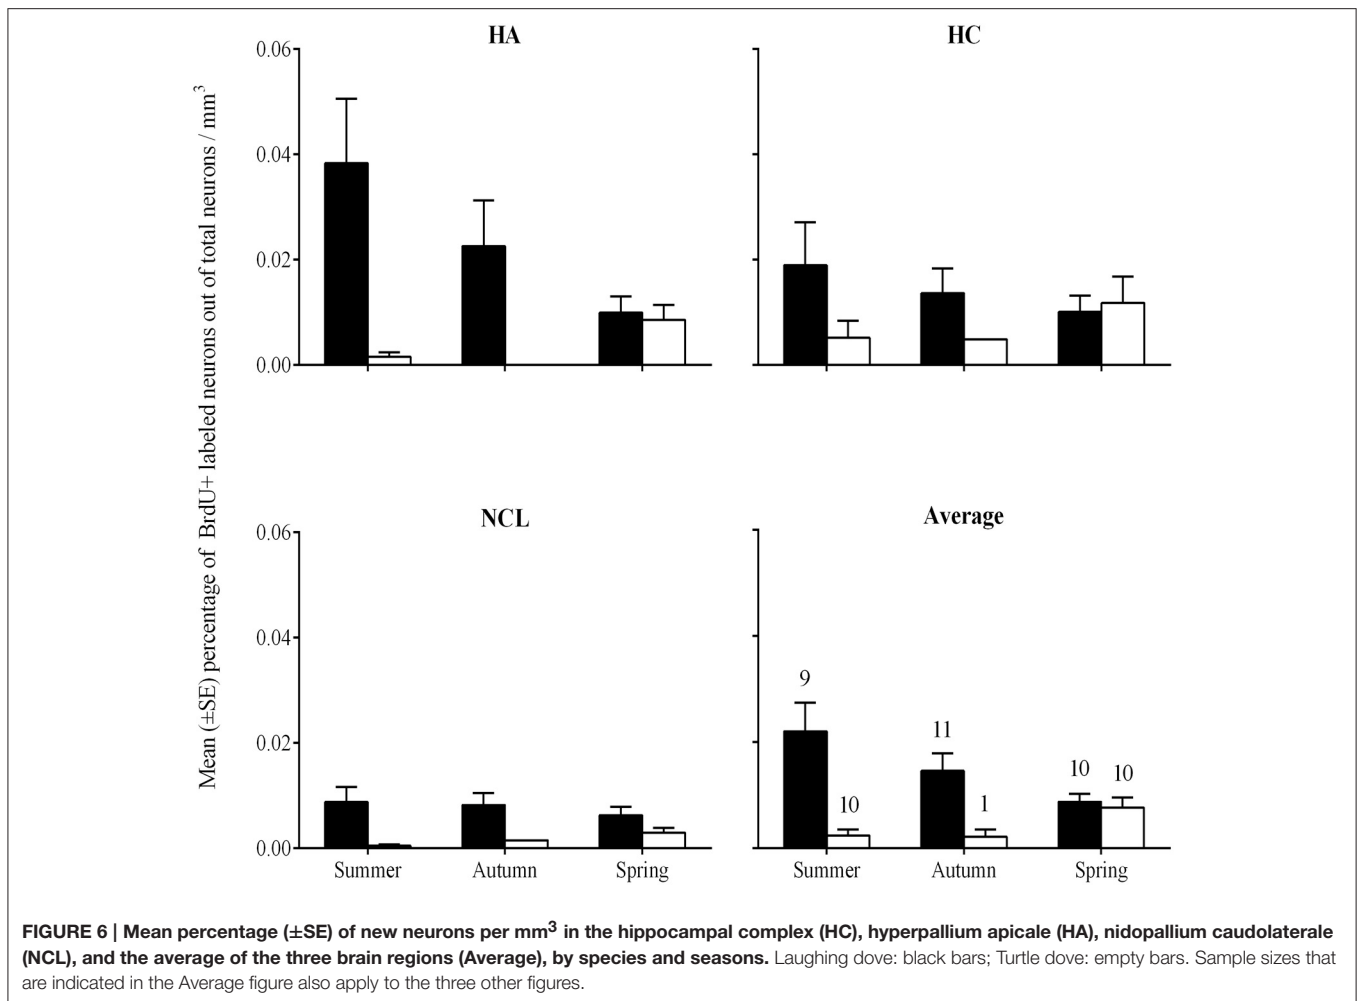 HA
HC
0.06
0.04
0.02
0.00
Mean (±SE) percentage of BrdU+ labeled neurons out of total neurons / mm³
NCL
Average
0.06
0.04
0.02
0.00
9
10
11
1
10
10
Summer
Autumn
Spring
Summer
Autumn
Spring
FIGURE 6 | Mean percentage (±SE) of new neurons per mm³ in the hippocampal complex (HC), hyperpallium apicale (HA), nidopallium caudolaterale
(NCL), and the average of the three brain regions (Average), by species and seasons. Laughing dove: black bars; Turtle dove: empty bars. Sample sizes that
are indicated in the Average figure also apply to the three other figures.